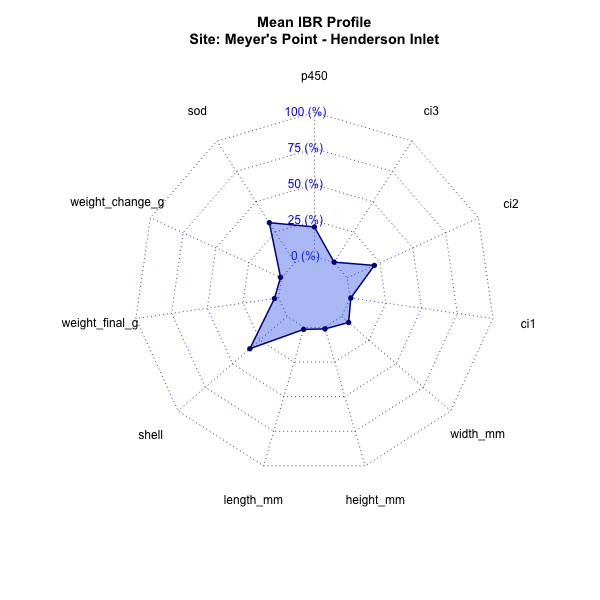 Mean IBR Profile
Site: Meyer's Point - Henderson Inlet
p450
sod
100 (%)
ci3
75 (%)
50 (%)
weight_change_g
ci2
25 (%)
0 (%)
weight_final_g
ci1
shell
width_mm
length_mm
height_mm